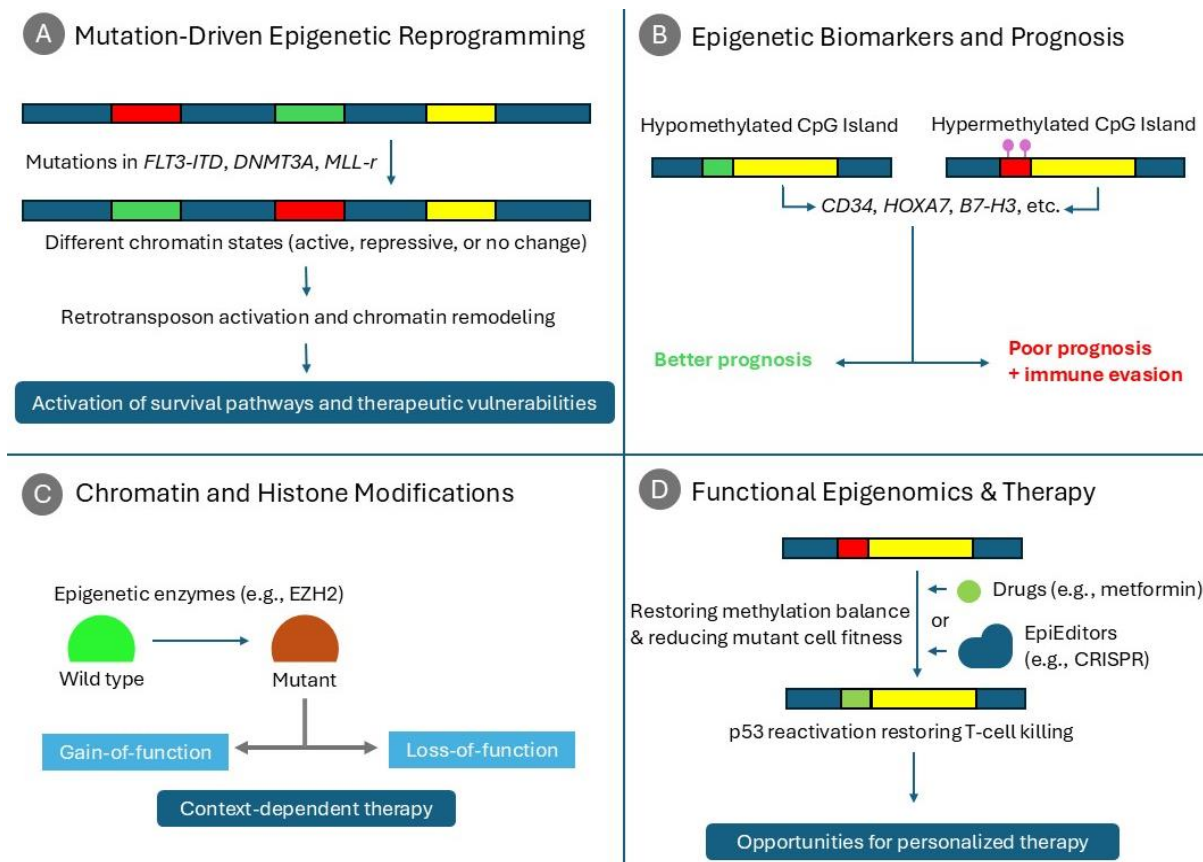 A Mutation-Driven Epigenetic Reprogramming
Mutations in FLT3-ITD, DNMT3A, MLL-r
Different chromatin states (active, repressive, or no change)
Retrotransposon activation and chromatin remodeling
Activation of survival pathways and therapeutic vulnerabilities
B Epigenetic Biomarkers and Prognosis
Hypomethylated CpG Island
Hypermethylated CpG Island
CD34, HOXA7, B7-H3, etc.
Better prognosis
Poor prognosis
+ immune evasion
C Chromatin and Histone Modifications
Epigenetic enzymes (e.g., EZH2)
Wild type
Mutant
Gain-of-function
Loss-of-function
Context-dependent therapy
D Functional Epigenomics & Therapy
Restoring methylation balance
& reducing mutant cell fitness
Drugs (e.g., metformin)
or
EpiEditors
(e.g., CRISPR)
p53 reactivation restoring T-cell killing
Opportunities for personalized therapy